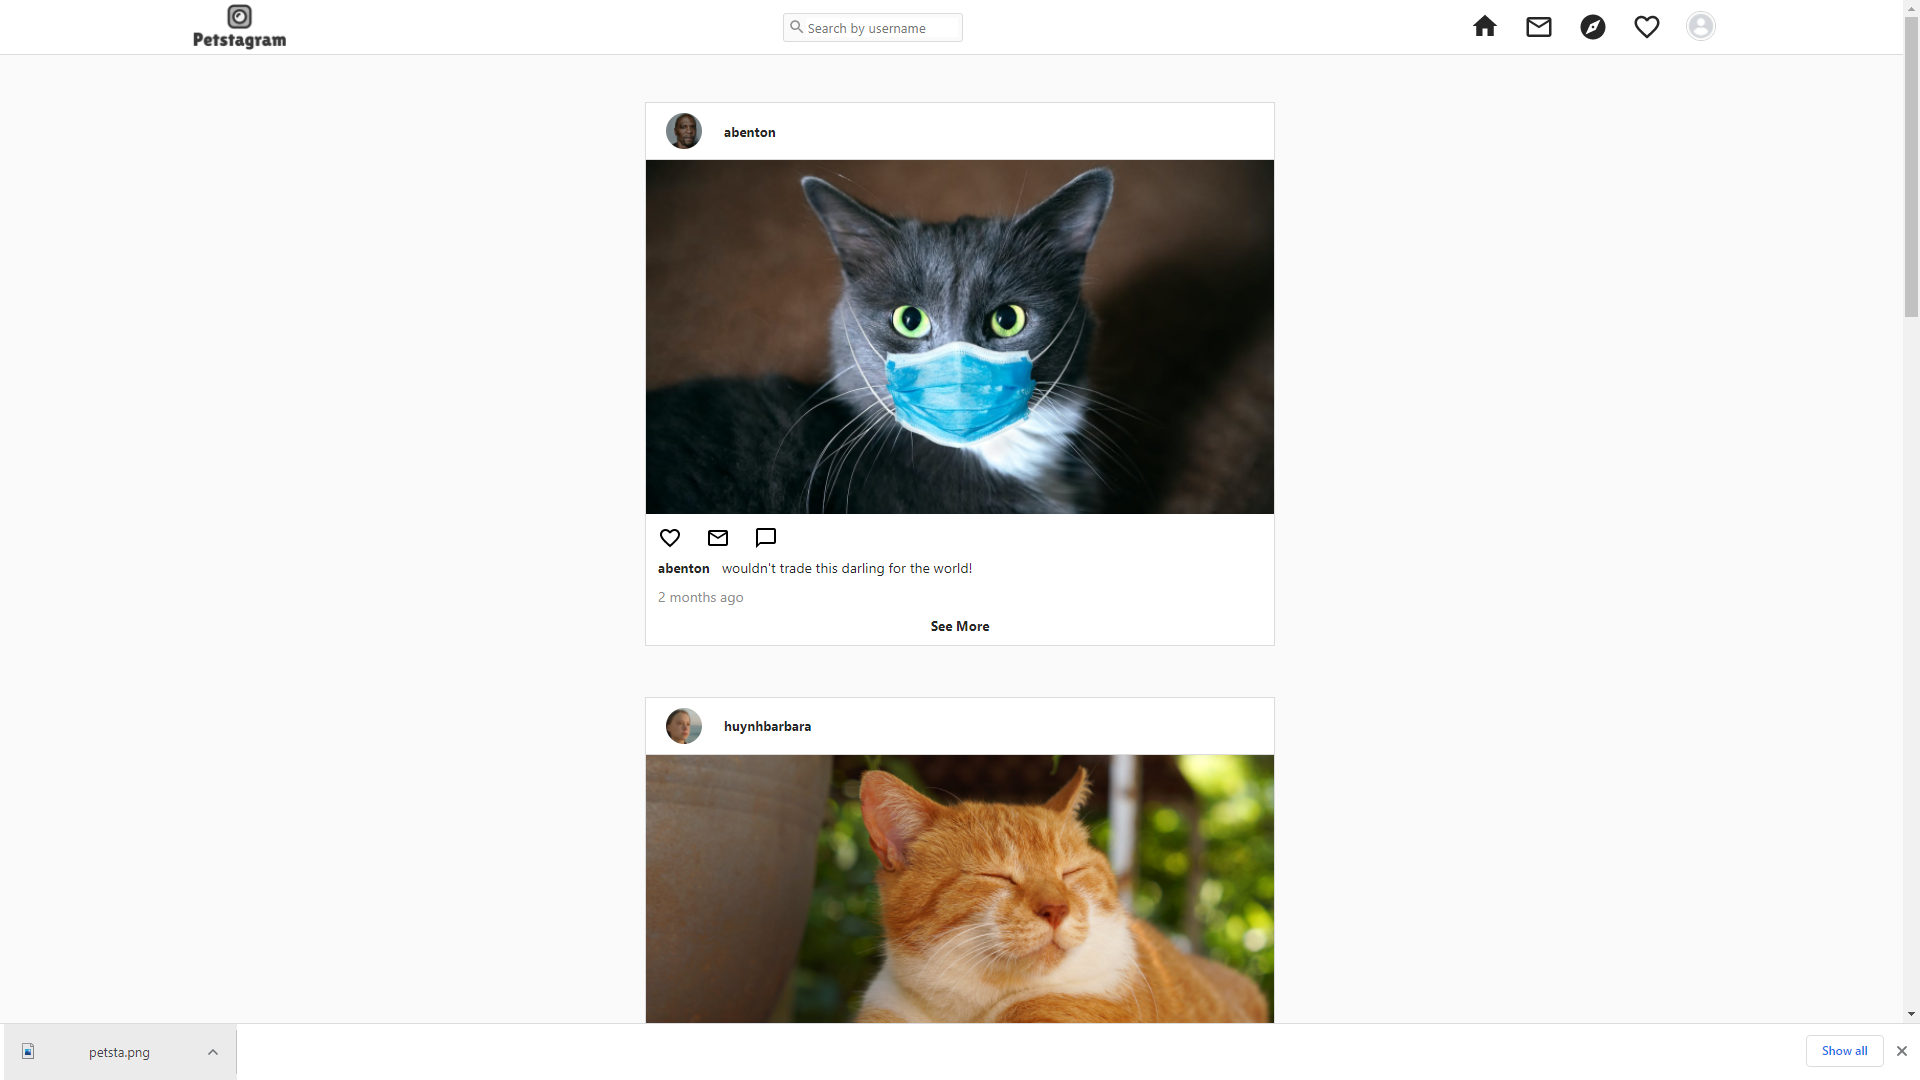 Petstagram
Search by username
abenton
abenton wouldn't trade this darling for the world!
2 months ago
See More
huynhbarbara
petsta.png
Show all